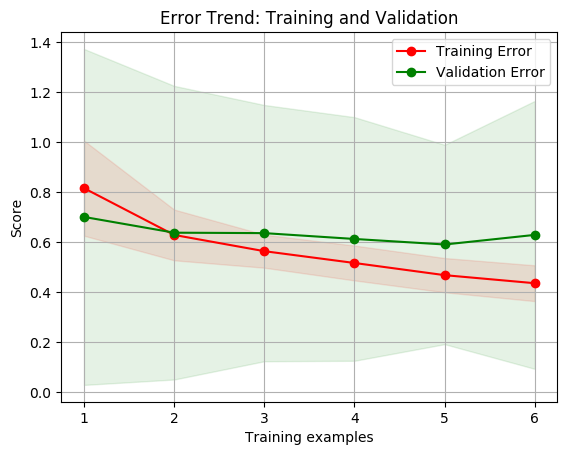 Error Trend: Training and Validation
1.4
1.2
1.0
0.8
0.6
0.4
0.2
0.0
Score
Training Error
Validation Error
1 2 3 4 5 6
Training examples